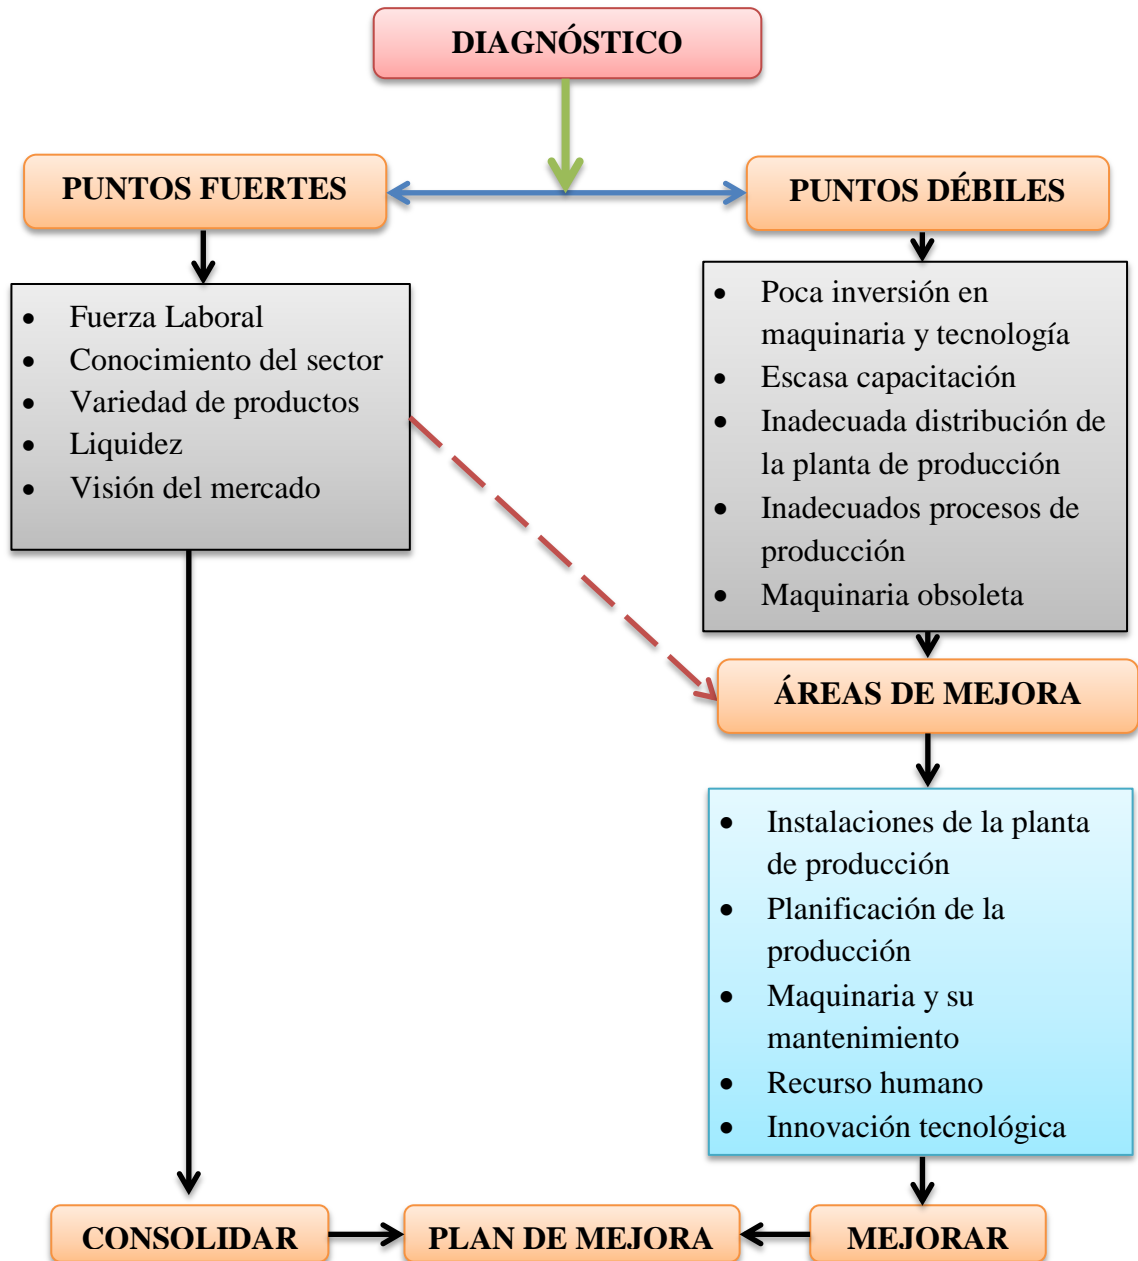 DIAGNÓSTICO
PUNTOS FUERTES
PUNTOS DÉBILES
• Fuerza Laboral
• Conocimiento del sector
• Variedad de productos
• Liquidez
• Visión del mercado
• Poca inversión en
maquinaria y tecnología
• Escasa capacitación
• Inadecuada distribución de
la planta de producción
• Inadecuados procesos de
producción
• Maquinaria obsoleta
ÁREAS DE MEJORA
• Instalaciones de la planta
de producción
• Planificación de la
producción
• Maquinaria y su
mantenimiento
• Recurso humano
• Innovación tecnológica
CONSOLIDAR
PLAN DE MEJORA
MEJORAR